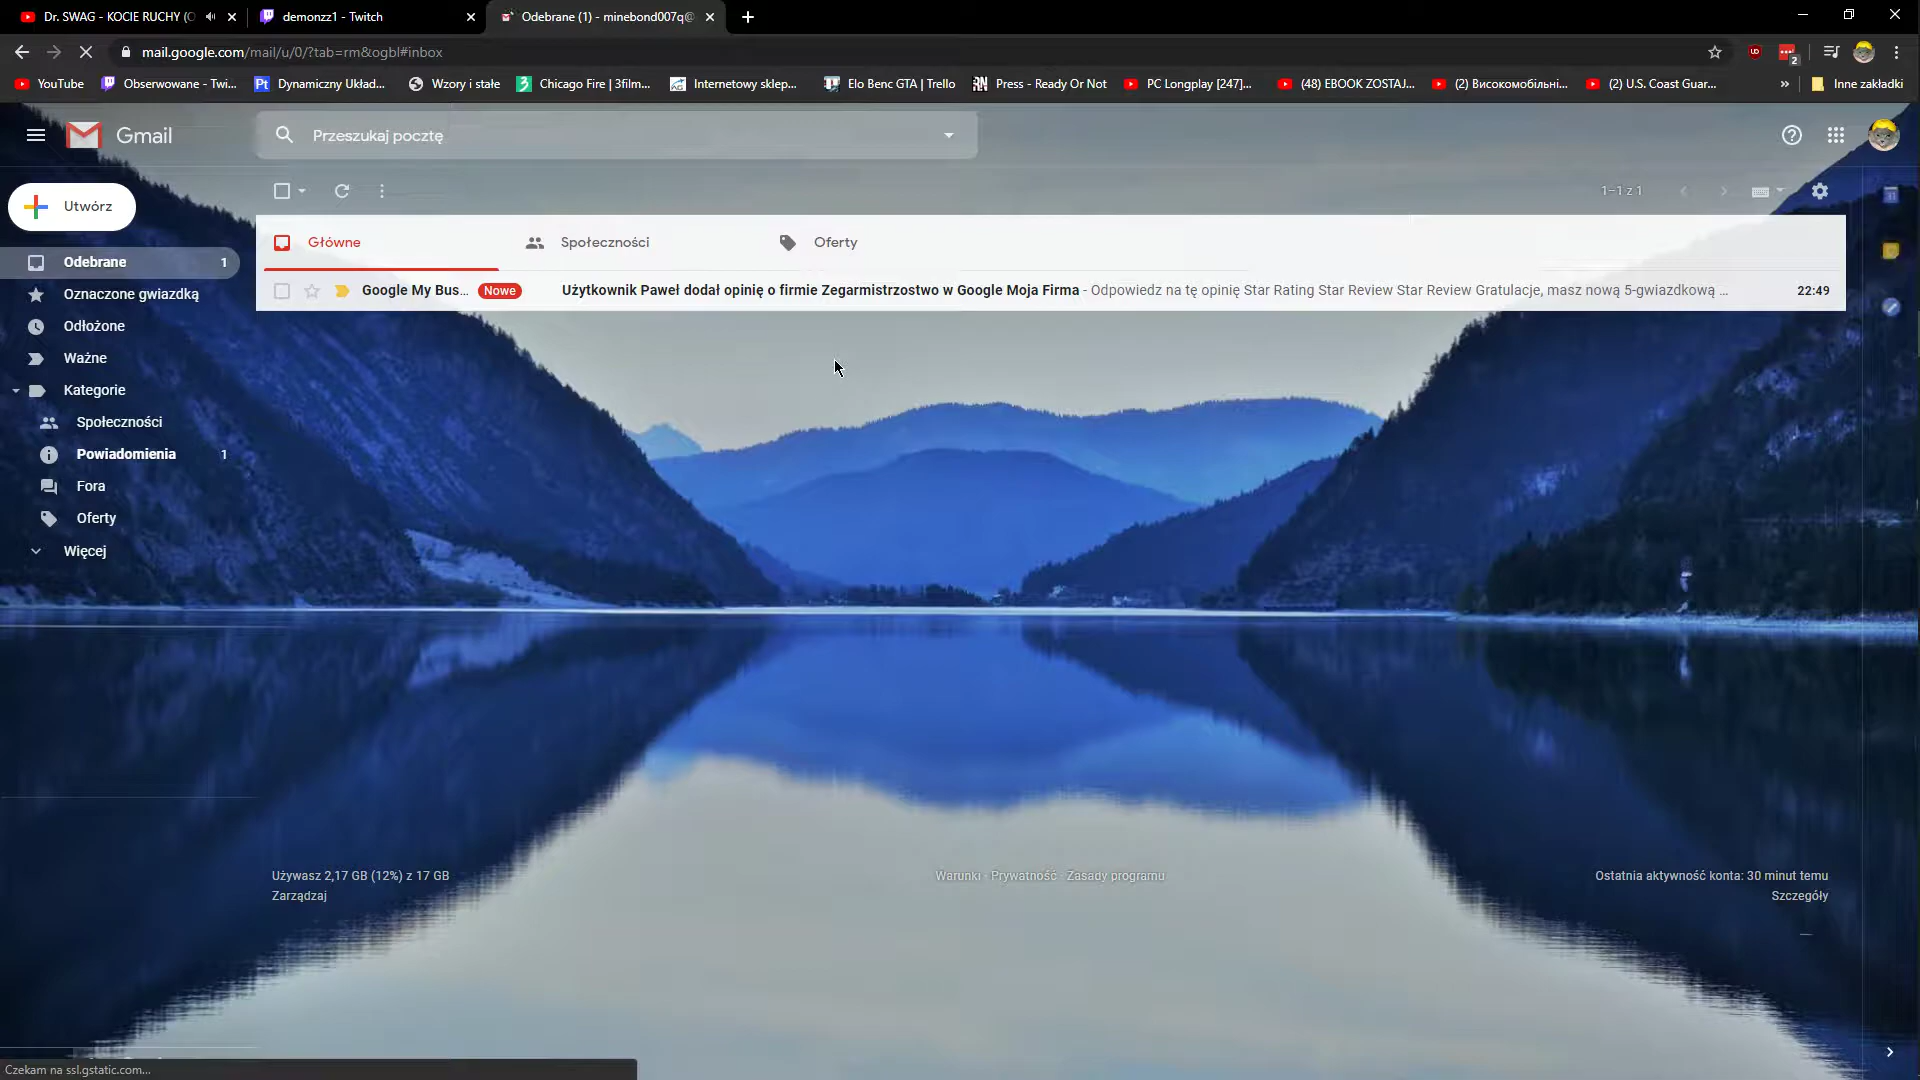 Dr. SWAG - KOCIE RUCHY (O
demonzz1 - Twitch
Odebrane (1) - minebond007q@
mail.google.com/mail/u/0/?tab=rm&ogbl#inbox
2
YouTube
Obserwowane - Twi...
Dynamiczny Układ...
Wzory i stałe
Chicago Fire | 3film...
Internetowy sklep...
Elo Benc GTA | Trello
Press - Ready Or Not
PC Longplay [247]...
(48) EBOOK ZOSTAJ...
(2) Високомобільні...
(2) U.S. Coast Guar...
»
Inne zakładki
Gmail
Przeszukaj pocztę
Utwórz
1–1 z 1
Główne
Społeczności
Oferty
Odebrane 1
Google My Bus... Nowe Użytkownik Paweł dodał opinię o firmie Zegarmistrzostwo w Google Moja Firma - Odpowiedz na tę opinię Star Rating Star Review Star Review Gratulacje, masz nową 5-gwiazdkową ... 22:49
Oznaczone gwiazdką
Odłożone
Ważne
Kategorie
Społeczności
Powiadomienia 1
Fora
Oferty
Więcej
Używasz 2,17 GB (12%) z 17 GB
Zarządzaj
Warunki · Prywatność · Zasady programu
Ostatnia aktywność konta: 30 minut temu
Szczegóły
Czekam na ssl.gstatic.com...